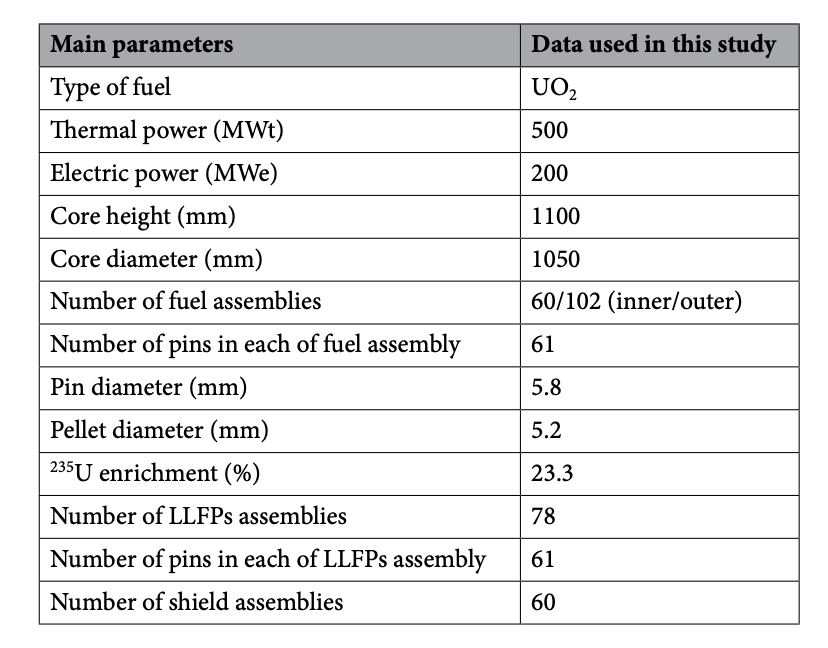 Main parameters Data used in this study
Type of fuel UO₂
Thermal power (MWt) 500
Electric power (MWe) 200
Core height (mm) 1100
Core diameter (mm) 1050
Number of fuel assemblies 60/102 (inner/outer)
Number of pins in each of fuel assembly 61
Pin diameter (mm) 5.8
Pellet diameter (mm) 5.2
²³⁵U enrichment (%) 23.3
Number of LLFPs assemblies 78
Number of pins in each of LLFPs assembly 61
Number of shield assemblies 60